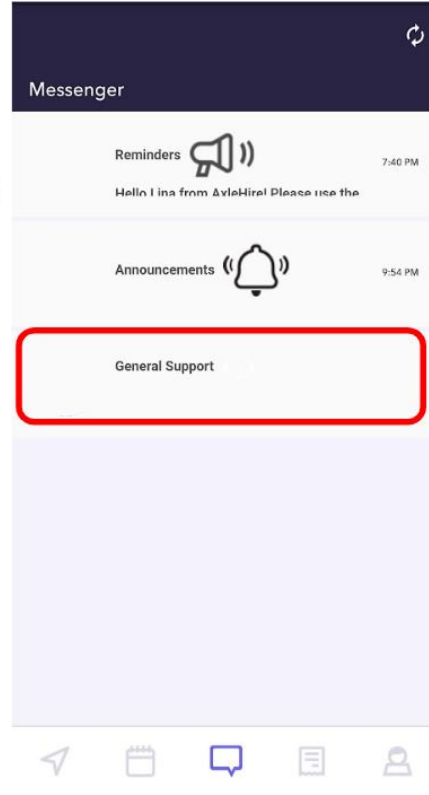 Messenger
Reminders
7:40 PM
Hello Lina from AxleHire! Please use the
Announcements
9:54 PM
General Support